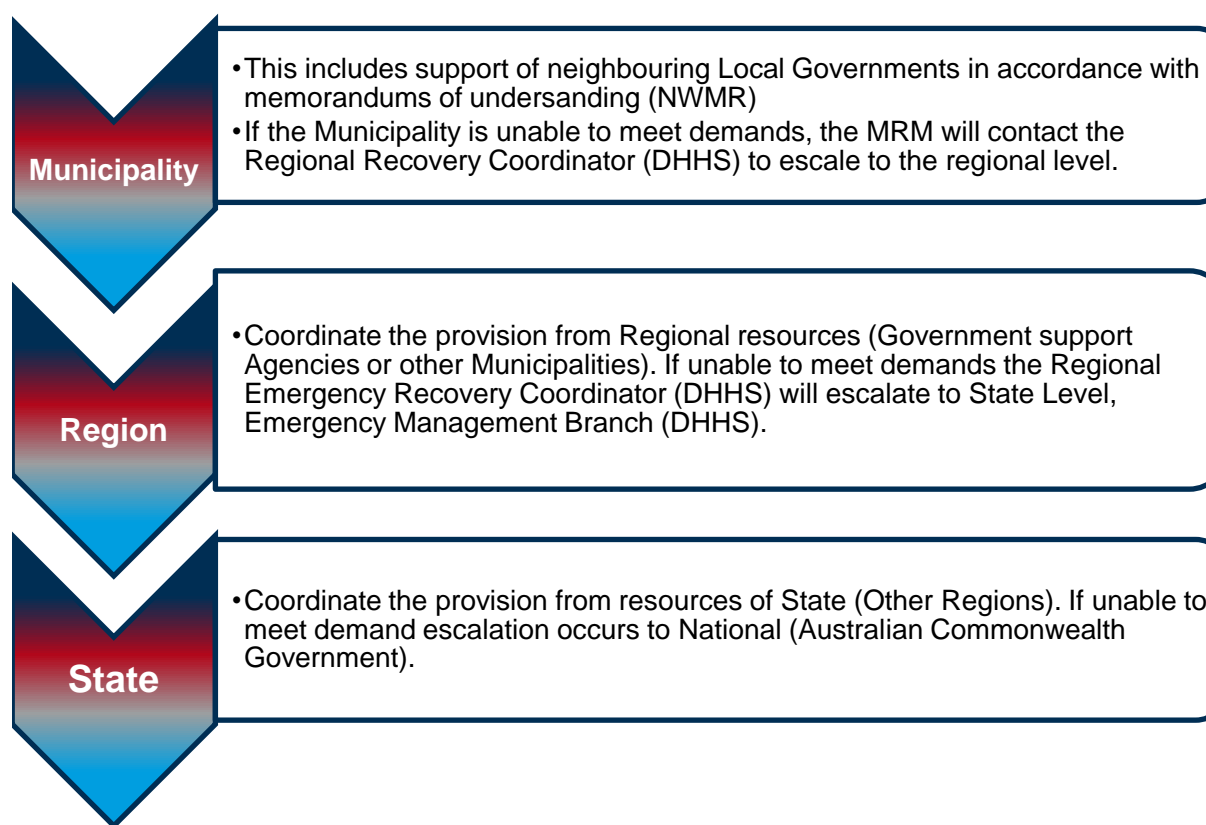 Municipality
•This includes support of neighbouring Local Governments in accordance with
memorandums of undersanding (NWMR)
•If the Municipality is unable to meet demands, the MRM will contact the
Regional Recovery Coordinator (DHHS) to escale to the regional level.
Region
•Coordinate the provision from Regional resources (Government support
Agencies or other Municipalities). If unable to meet demands the Regional
Emergency Recovery Coordinator (DHHS) will escalate to State Level,
Emergency Management Branch (DHHS).
State
•Coordinate the provision from resources of State (Other Regions). If unable to
meet demand escalation occurs to National (Australian Commonwealth
Government).